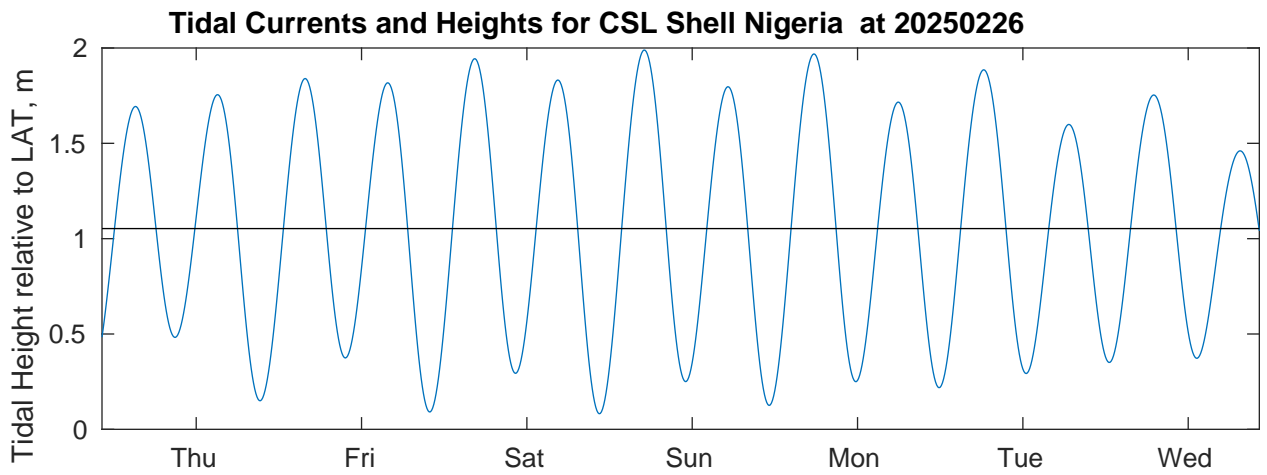 Tidal Currents and Heights for CSL Shell Nigeria  at 20250226
Tidal Height relative to LAT, m
2
1.5
1
0.5
0
Thu Fri Sat Sun Mon Tue Wed